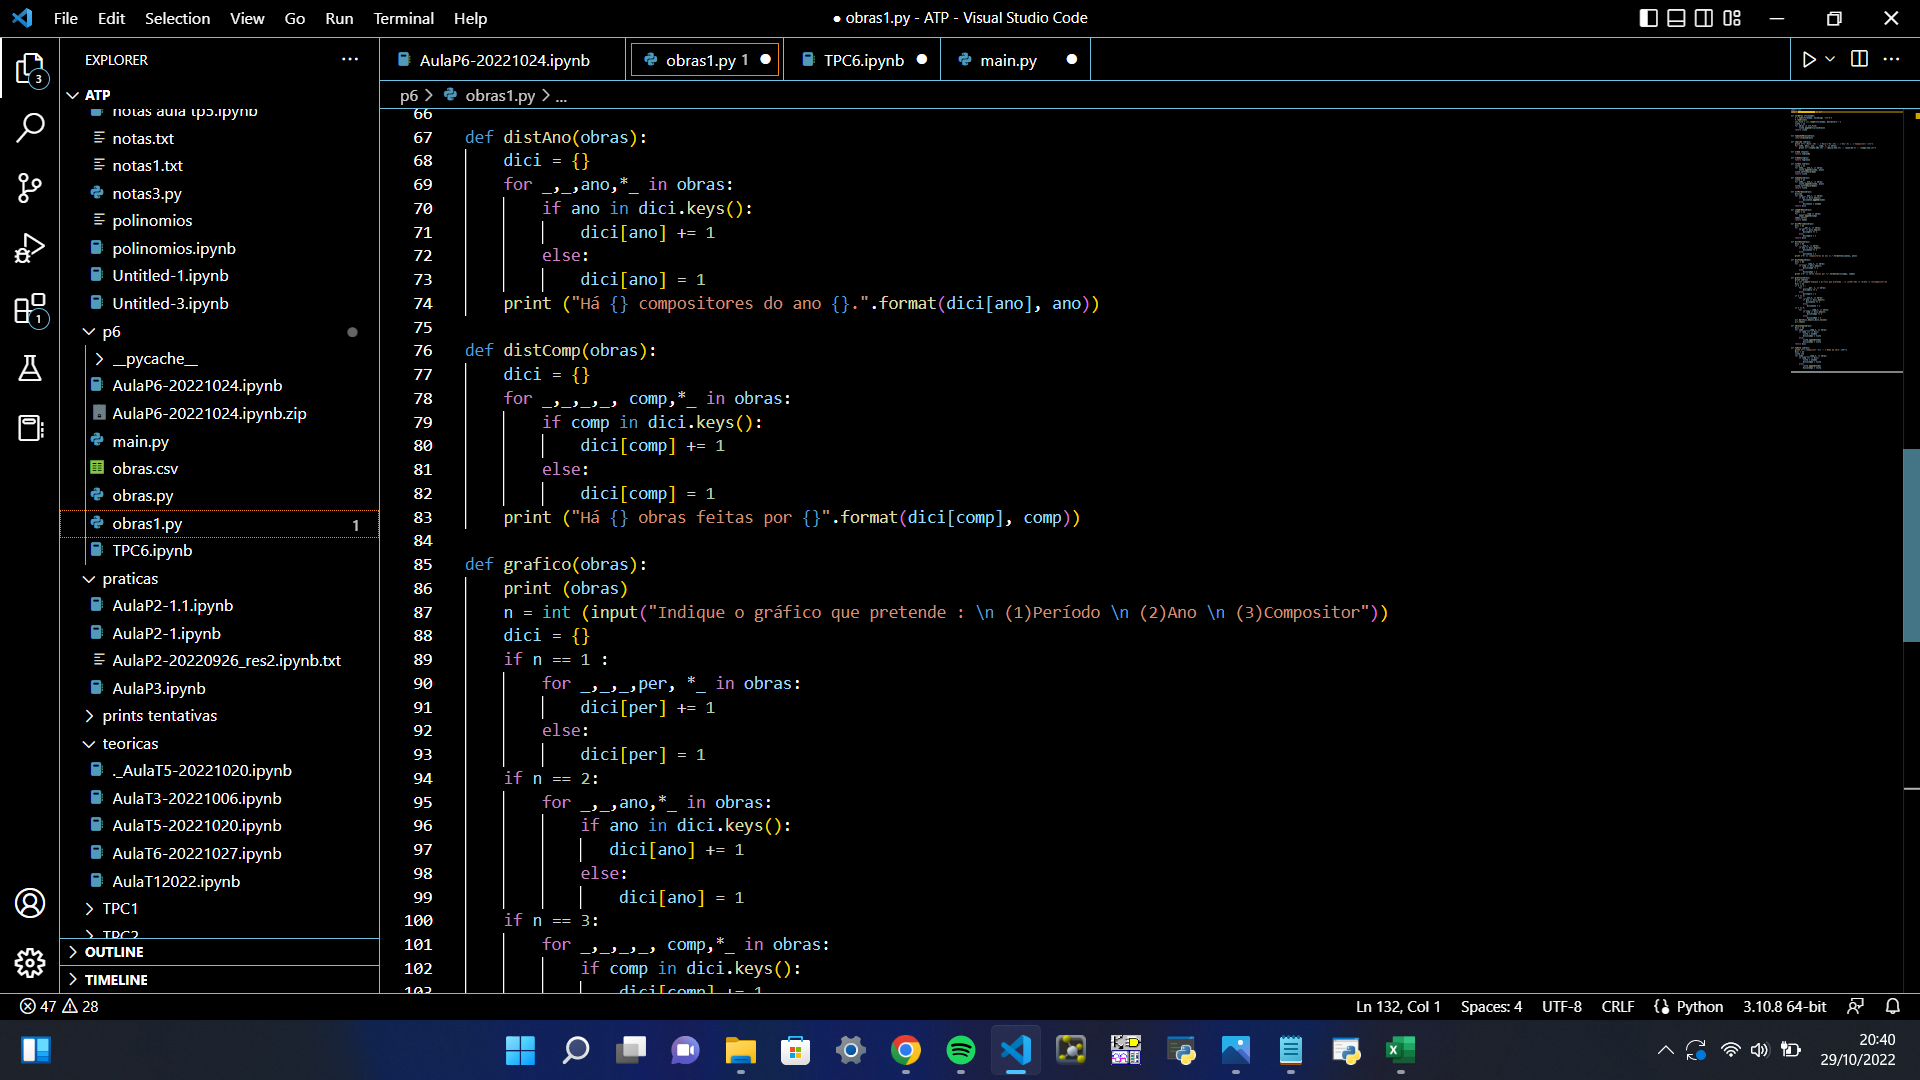 File Edit Selection View Go Run Terminal Help
● obras1.py - ATP - Visual Studio Code
EXPLORER
AulaP6-20221024.ipynb
obras1.py 1
TPC6.ipynb
main.py
p6 > obras1.py > ...
ATP
notas aula tp5.ipynb
notas.txt
notas1.txt
notas3.py
polinomios
polinomios.ipynb
Untitled-1.ipynb
Untitled-3.ipynb
p6
__pycache__
AulaP6-20221024.ipynb
AulaP6-20221024.ipynb.zip
main.py
obras.csv
obras.py
obras1.py 1
TPC6.ipynb
praticas
AulaP2-1.1.ipynb
AulaP2-1.ipynb
AulaP2-20220926_res2.ipynb.txt
AulaP3.ipynb
prints tentativas
teoricas
._AulaT5-20221020.ipynb
AulaT3-20221006.ipynb
AulaT5-20221020.ipynb
AulaT6-20221027.ipynb
AulaT12022.ipynb
TPC1
TPC2
OUTLINE
TIMELINE
3
1
66
67 def distAno(obras):
68     dici = {}
69     for _,_,ano,*_ in obras:
70         if ano in dici.keys():
71             dici[ano] += 1
72         else:
73             dici[ano] = 1
74     print ("Há {} compositores do ano {}.".format(dici[ano], ano))
75
76 def distComp(obras):
77     dici = {}
78     for _,_,_,_, comp,*_ in obras:
79         if comp in dici.keys():
80             dici[comp] += 1
81         else:
82             dici[comp] = 1
83     print ("Há {} obras feitas por {}".format(dici[comp], comp))
84
85 def grafico(obras):
86     print (obras)
87     n = int (input("Indique o gráfico que pretende : \n (1)Período \n (2)Ano \n (3)Compositor"))
88     dici = {}
89     if n == 1 :
90         for _,_,_,per, *_ in obras:
91             dici[per] += 1
92         else:
93             dici[per] = 1
94     if n == 2:
95         for _,_,ano,*_ in obras:
96             if ano in dici.keys():
97                dici[ano] += 1
98             else:
99                 dici[ano] = 1
100     if n == 3:
101         for _,_,_,_, comp,*_ in obras:
102             if comp in dici.keys():
103                 dici[comp] += 1
47 28
Ln 132, Col 1 Spaces: 4 UTF-8 CRLF Python 3.10.8 64-bit
20:40
29/10/2022